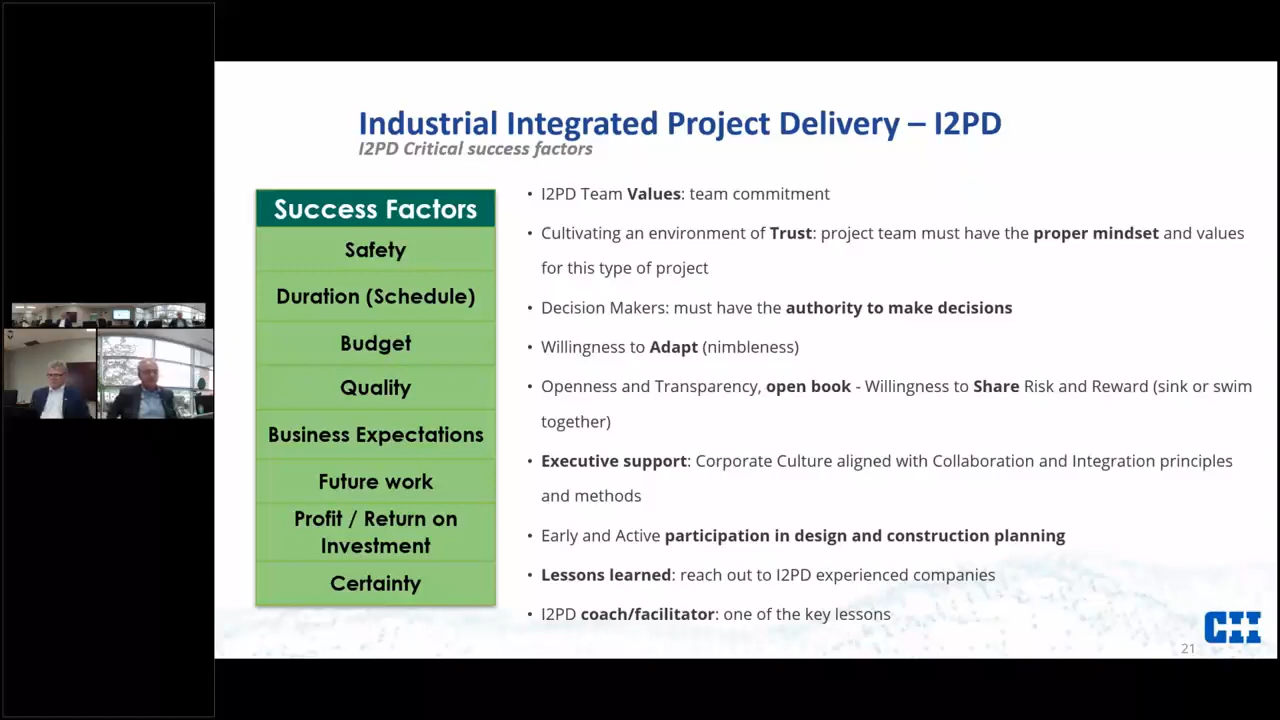 Industrial Integrated Project Delivery – I2PD
I2PD Critical success factors
Success Factors
Safety
Duration (Schedule)
Budget
Quality
Business Expectations
Future work
Profit / Return on
Investment
Certainty
• I2PD Team Values: team commitment
• Cultivating an environment of Trust: project team must have the proper mindset and values
for this type of project
• Decision Makers: must have the authority to make decisions
• Willingness to Adapt (nimbleness)
• Openness and Transparency, open book - Willingness to Share Risk and Reward (sink or swim
together)
• Executive support: Corporate Culture aligned with Collaboration and Integration principles
and methods
• Early and Active participation in design and construction planning
• Lessons learned: reach out to I2PD experienced companies
• I2PD coach/facilitator: one of the key lessons
CII
21